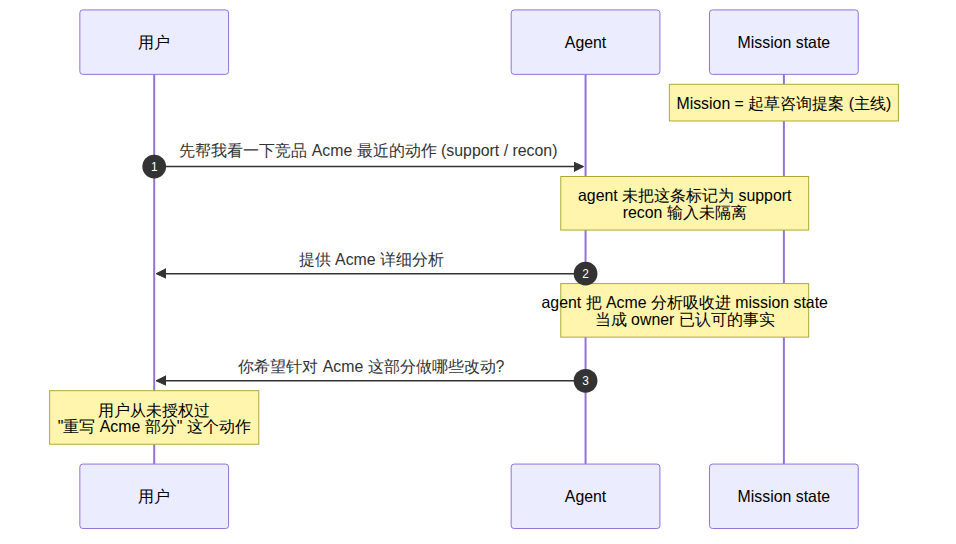 用户
Agent
Mission state
Mission = 起草咨询提案 (主线)
先帮我看一下竞品 Acme 最近的动作 (support / recon)
1
agent 未把这条标记为 support
recon 输入未隔离
提供 Acme 详细分析
2
agent 把 Acme 分析吸收进 mission state
当成 owner 已认可的事实
你希望针对 Acme 这部分做哪些改动?
3
用户从未授权过
"重写 Acme 部分" 这个动作
用户
Agent
Mission state